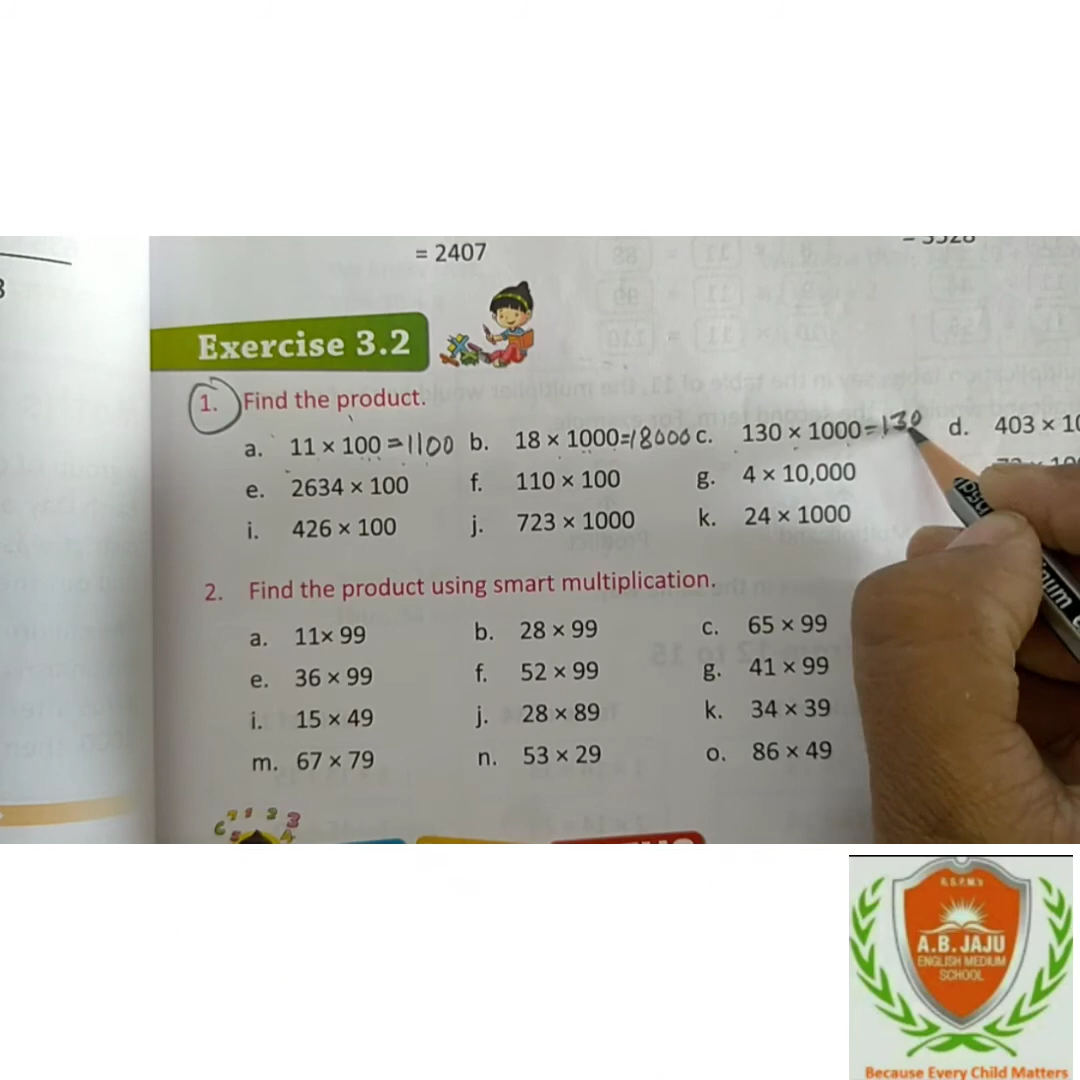 = 2407
Exercise 3.2
1. Find the product.
a. 11 × 100 = 1100 b. 18 × 1000 = 18000 c. 130 × 1000 = 130 d. 403 × 10
e. 2634 × 100 f. 110 × 100 g. 4 × 10,000
i. 426 × 100 j. 723 × 1000 k. 24 × 1000
2. Find the product using smart multiplication.
a. 11× 99 b. 28 × 99 c. 65 × 99
e. 36 × 99 f. 52 × 99 g. 41 × 99
i. 15 × 49 j. 28 × 89 k. 34 × 39
m. 67 × 79 n. 53 × 29 o. 86 × 49
A.B. JAJU
ENGLISH MEDIUM
SCHOOL
Because Every Child Matters